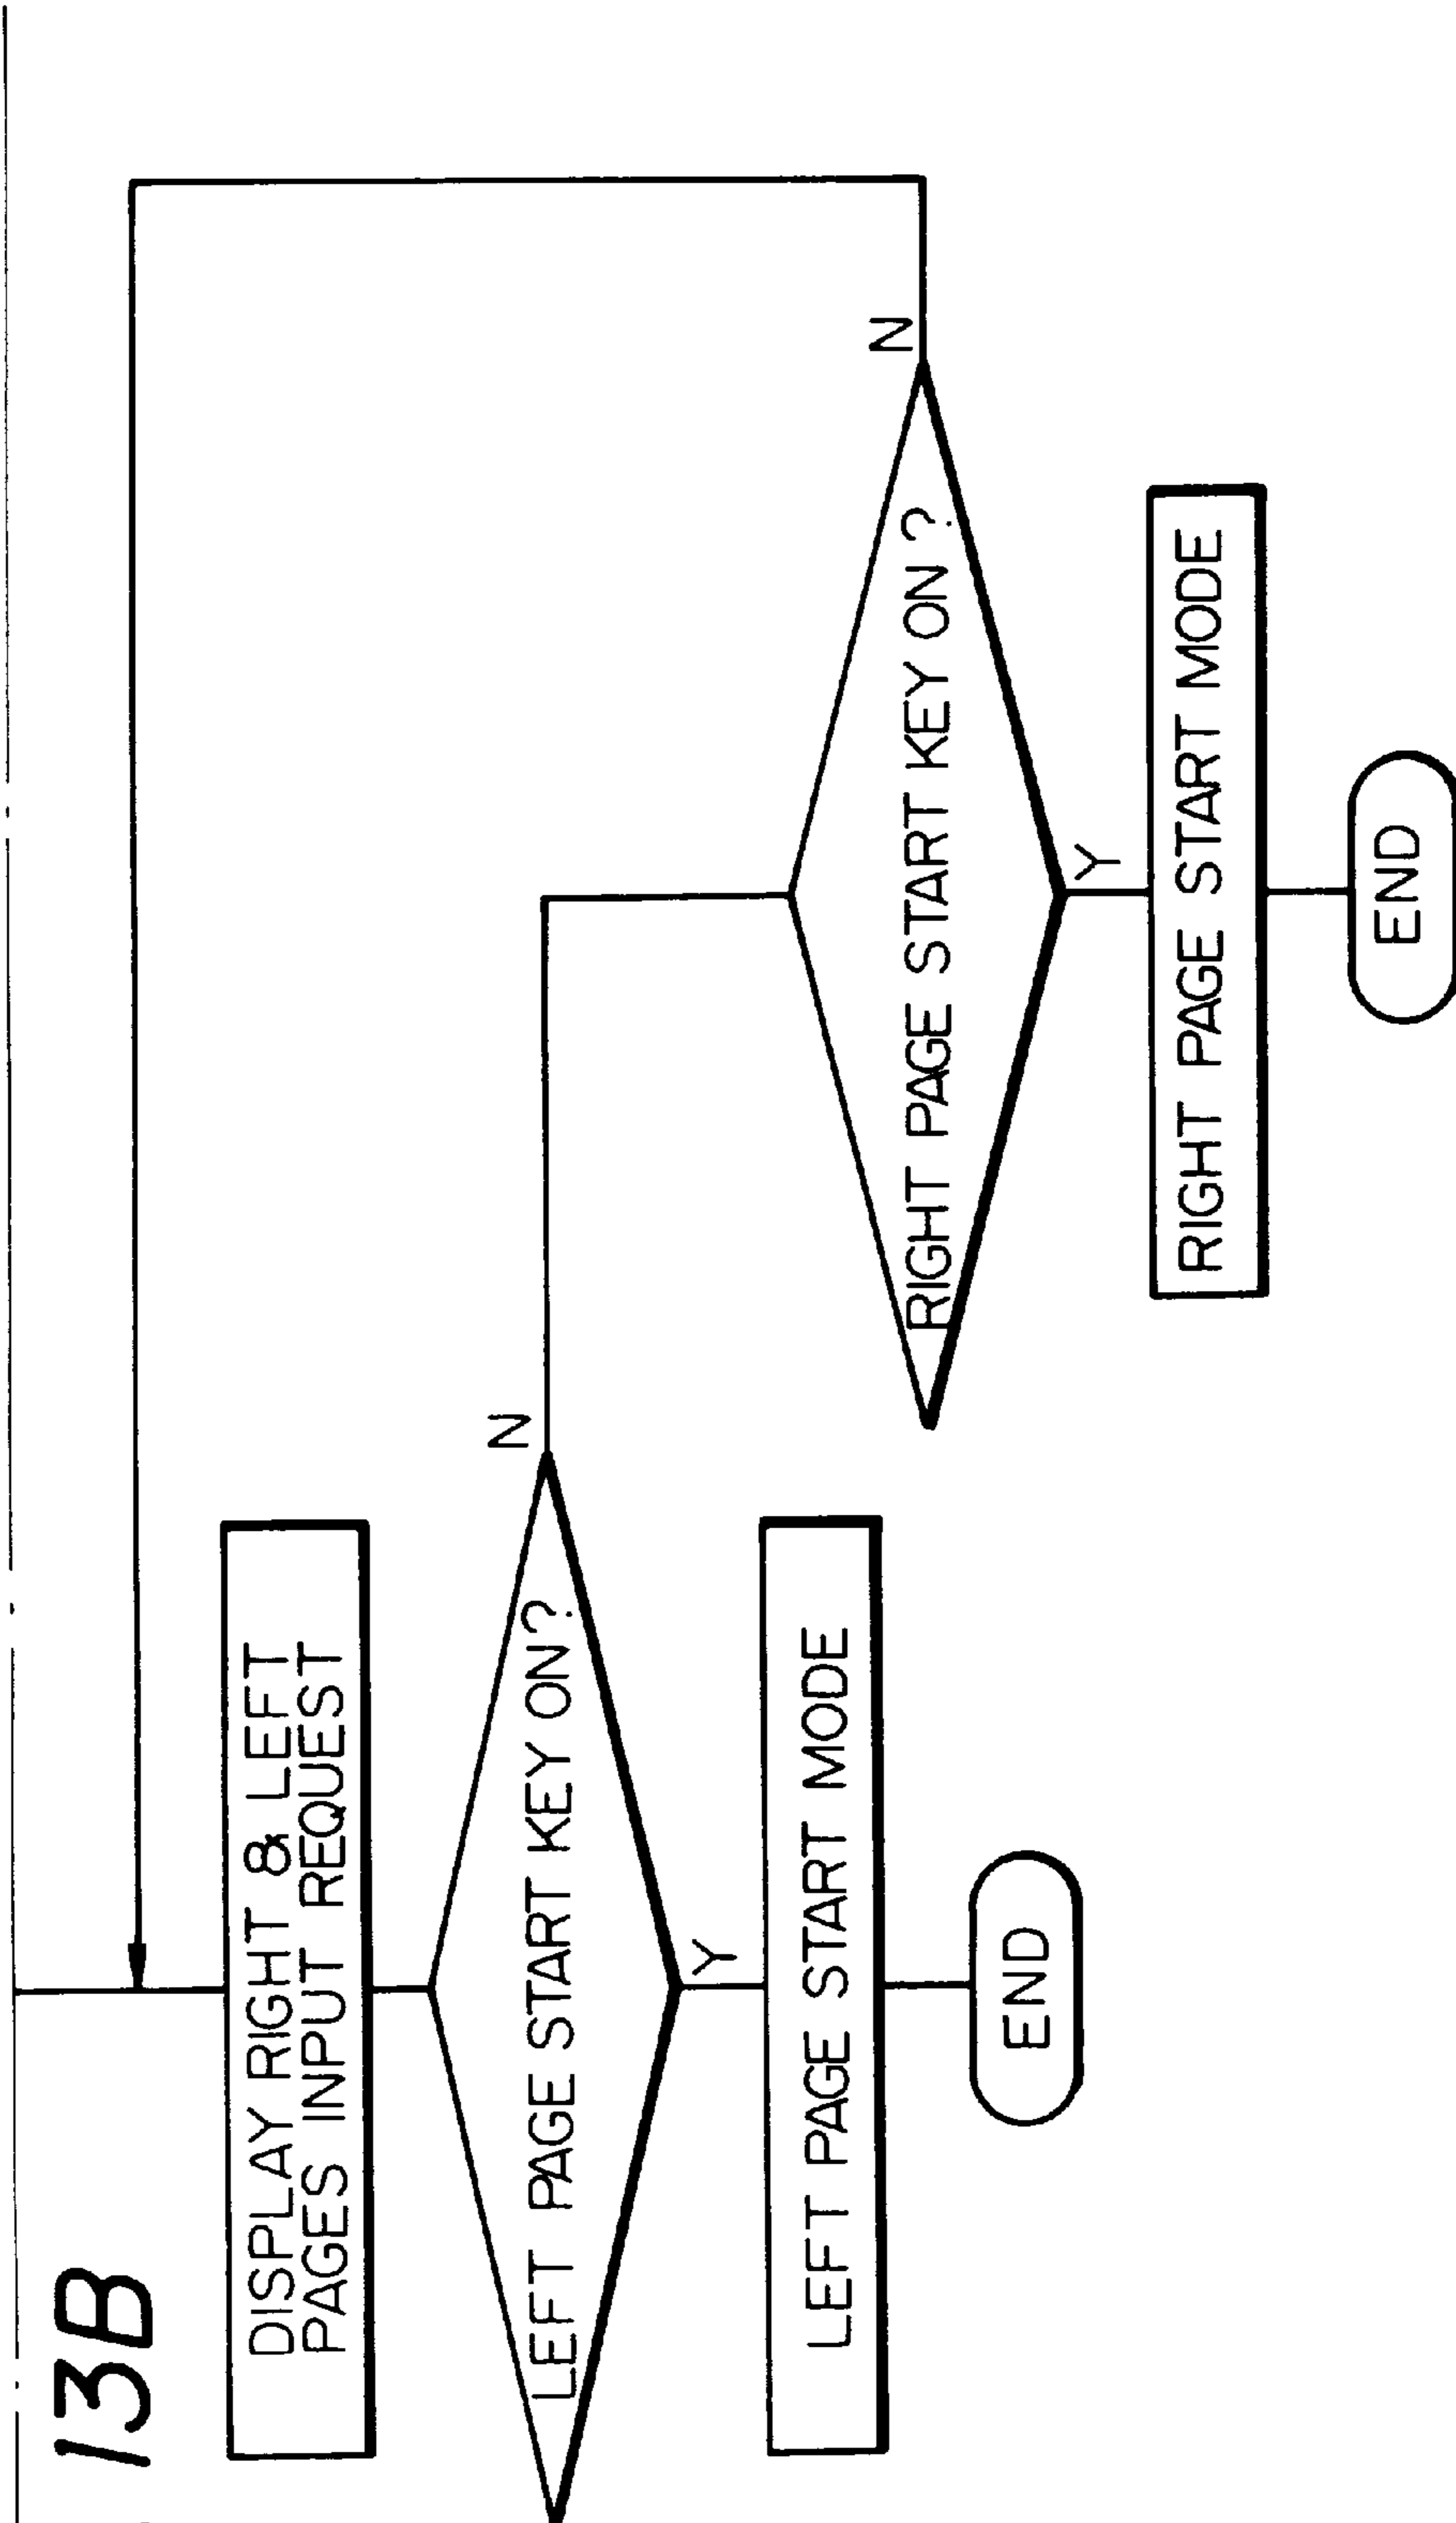 13B
DISPLAY RIGHT & LEFT
PAGES INPUT REQUEST
LEFT PAGE START KEY ON?
N
Y
LEFT PAGE START MODE
END
RIGHT PAGE START KEY ON?
N
Y
RIGHT PAGE START MODE
END